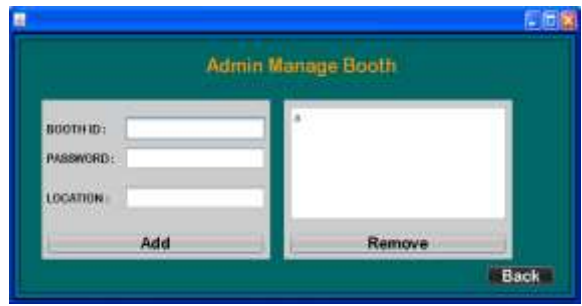 Admin Manage Booth
BOOTH ID :
PASSWORD :
LOCATION :
Add
a
Remove
Back